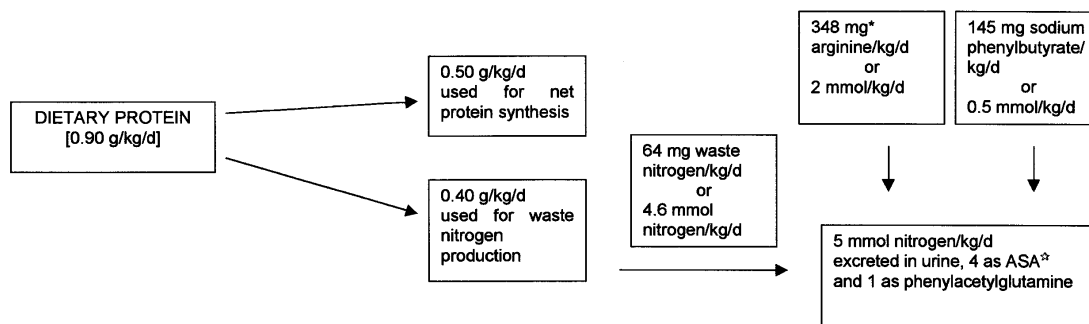 DIETARY PROTEIN
[0.90 g/kg/d]
0.50 g/kg/d
used for net
protein synthesis
0.40 g/kg/d
used for waste
nitrogen
production
64 mg waste
nitrogen/kg/d
or
4.6 mmol
nitrogen/kg/d
348 mg*
arginine/kg/d
or
2 mmol/kg/d
145 mg sodium
phenylbutyrate/
kg/d
or
0.5 mmol/kg/d
5 mmol nitrogen/kg/d
excreted in urine, 4 as ASA☆
and 1 as phenylacetylglutamine